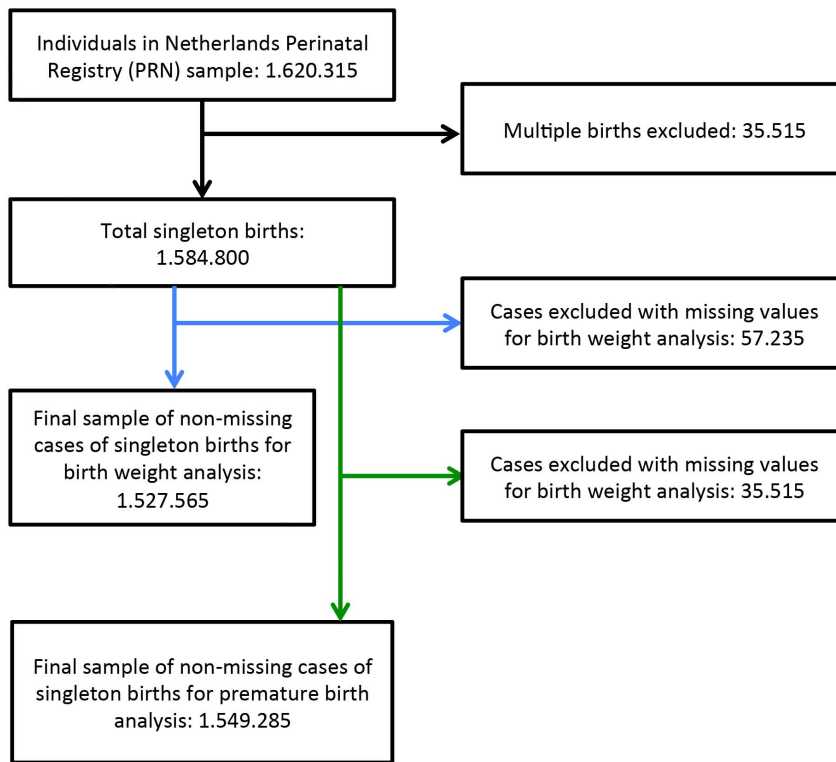 Individuals in Netherlands Perinatal
Registry (PRN) sample: 1.620.315
Multiple births excluded: 35.515
Total singleton births:
1.584.800
Cases excluded with missing values
for birth weight analysis: 57.235
Final sample of non-missing
cases of singleton births for
birth weight analysis:
1.527.565
Cases excluded with missing values
for birth weight analysis: 35.515
Final sample of non-missing cases of
singleton births for premature birth
analysis: 1.549.285